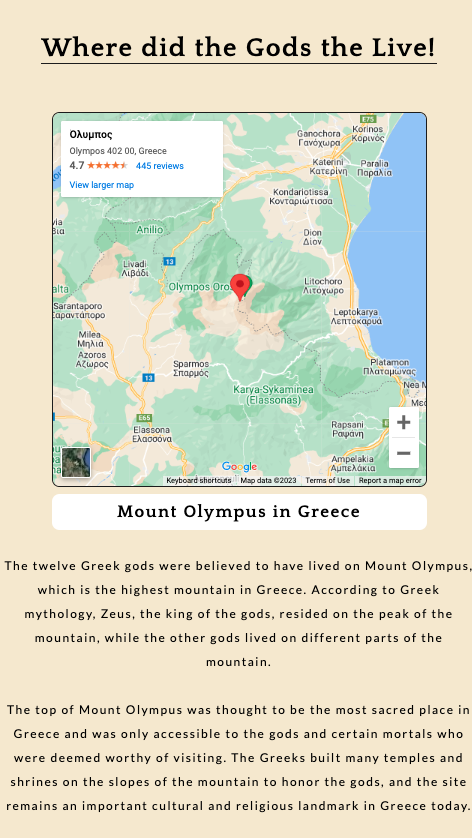 Where did the Gods the Live!
Ολυμπος
Olympos 402 00, Greece
4.7 445 reviews
View larger map
E75
Korinos
Κορινός
Ganochora
Γανόχωρα
Katerini
Κατερίνη
Paralia
Παραλία
Kondariotissa
Κονταριώτισσα
Anilio
Dion
Δίον
13
Livadi
Λιβάδι
Olympos Oros
Litochoro
Λιτόχωρο
Sarantaporo
Σαραντάπορο
Leptokarya
Λεπτοκαρυά
Milea
Μηλιά
Azoros
Άζωρος
Sparmos
Σπαρμός
Platamon
Πλαταμώνας
13
Karya-Sykaminea
(Elassonas)
Nea M
E65
Rapsani
Ραψάνη
Elassona
Ελασσόνα
Ampelakia
Αμπελάκια
+
−
Google
Keyboard shortcuts Map data ©2023 Terms of Use Report a map error
Mount Olympus in Greece
The twelve Greek gods were believed to have lived on Mount Olympus,
which is the highest mountain in Greece. According to Greek
mythology, Zeus, the king of the gods, resided on the peak of the
mountain, while the other gods lived on different parts of the
mountain.
The top of Mount Olympus was thought to be the most sacred place in
Greece and was only accessible to the gods and certain mortals who
were deemed worthy of visiting. The Greeks built many temples and
shrines on the slopes of the mountain to honor the gods, and the site
remains an important cultural and religious landmark in Greece today.